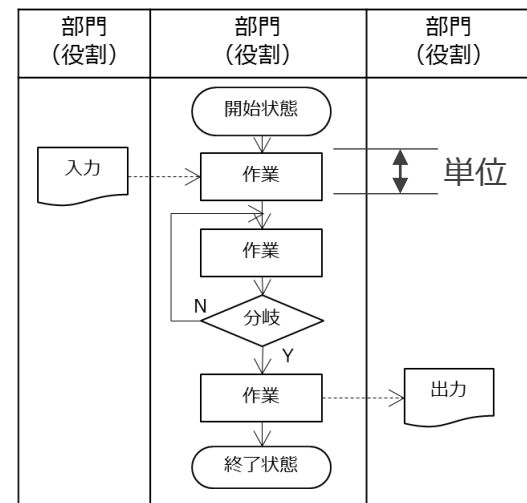 部門
（役割）
部門
（役割）
部門
（役割）
開始状態
入力
作業
単位
作業
N
分岐
Y
作業
出力
終了状態